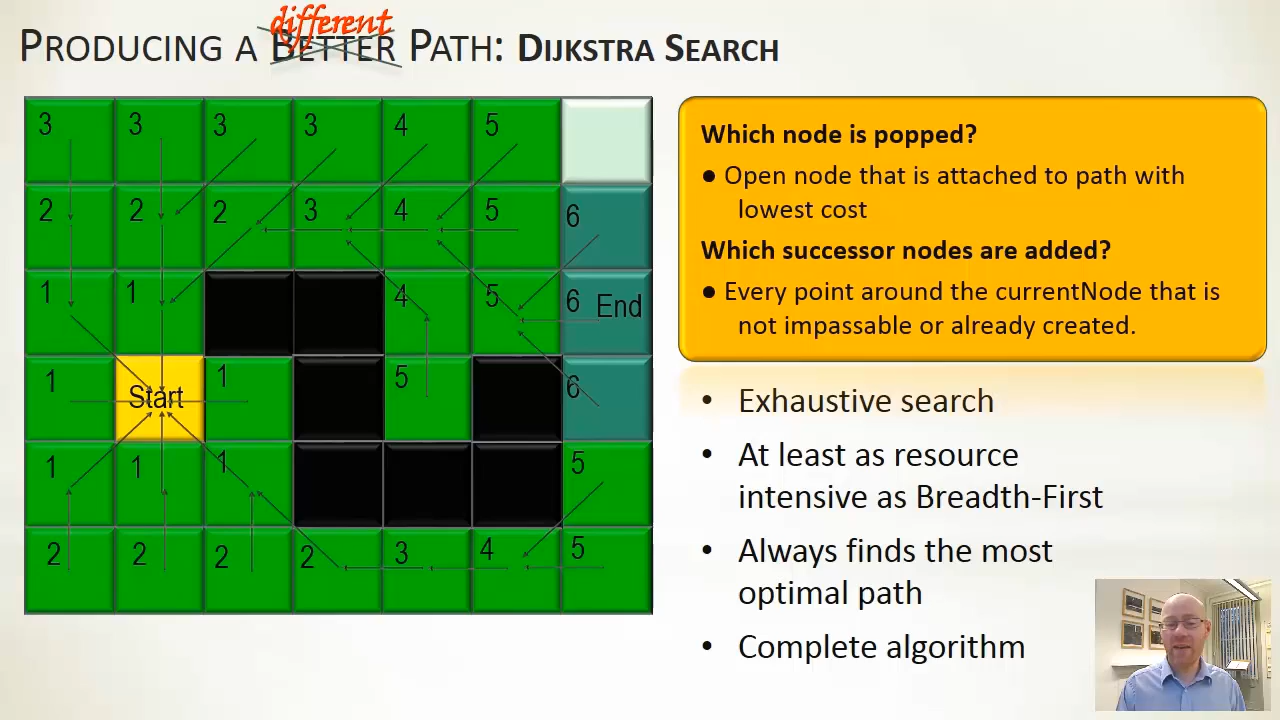 different
PRODUCING A BETTER PATH: DIJKSTRA SEARCH
3 3 3 3 4 5
2 2 2 3 4 5 6
1 1 4 5 6 End
1 Start 1 5 6
1 1 1 5
2 2 2 2 3 4 5
Which node is popped?
● Open node that is attached to path with
lowest cost
Which successor nodes are added?
● Every point around the currentNode that is
not impassable or already created.
• Exhaustive search
• At least as resource
intensive as Breadth-First
• Always finds the most
optimal path
• Complete algorithm